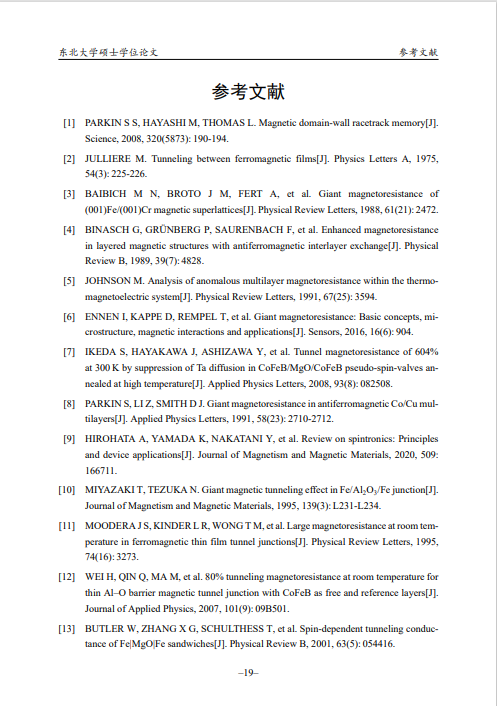 东北大学硕士学位论文 参考文献
参考文献
[1] PARKIN S S, HAYASHI M, THOMAS L. Magnetic domain-wall racetrack memory[J].
Science, 2008, 320(5873): 190-194.
[2] JULLIERE M. Tunneling between ferromagnetic films[J]. Physics Letters A, 1975,
54(3): 225-226.
[3] BAIBICH M N, BROTO J M, FERT A, et al. Giant magnetoresistance of
(001)Fe/(001)Cr magnetic superlattices[J]. Physical Review Letters, 1988, 61(21): 2472.
[4] BINASCH G, GRÜNBERG P, SAURENBACH F, et al. Enhanced magnetoresistance
in layered magnetic structures with antiferromagnetic interlayer exchange[J]. Physical
Review B, 1989, 39(7): 4828.
[5] JOHNSON M. Analysis of anomalous multilayer magnetoresistance within the thermo-
magnetoelectric system[J]. Physical Review Letters, 1991, 67(25): 3594.
[6] ENNEN I, KAPPE D, REMPEL T, et al. Giant magnetoresistance: Basic concepts, mi-
crostructure, magnetic interactions and applications[J]. Sensors, 2016, 16(6): 904.
[7] IKEDA S, HAYAKAWA J, ASHIZAWA Y, et al. Tunnel magnetoresistance of 604%
at 300 K by suppression of Ta diffusion in CoFeB/MgO/CoFeB pseudo-spin-valves an-
nealed at high temperature[J]. Applied Physics Letters, 2008, 93(8): 082508.
[8] PARKIN S, LI Z, SMITH D J. Giant magnetoresistance in antiferromagnetic Co/Cu mul-
tilayers[J]. Applied Physics Letters, 1991, 58(23): 2710-2712.
[9] HIROHATA A, YAMADA K, NAKATANI Y, et al. Review on spintronics: Principles
and device applications[J]. Journal of Magnetism and Magnetic Materials, 2020, 509:
166711.
[10] MIYAZAKI T, TEZUKA N. Giant magnetic tunneling effect in Fe/Al₂O₃/Fe junction[J].
Journal of Magnetism and Magnetic Materials, 1995, 139(3): L231-L234.
[11] MOODERA J S, KINDER L R, WONG T M, et al. Large magnetoresistance at room tem-
perature in ferromagnetic thin film tunnel junctions[J]. Physical Review Letters, 1995,
74(16): 3273.
[12] WEI H, QIN Q, MA M, et al. 80% tunneling magnetoresistance at room temperature for
thin Al–O barrier magnetic tunnel junction with CoFeB as free and reference layers[J].
Journal of Applied Physics, 2007, 101(9): 09B501.
[13] BUTLER W, ZHANG X G, SCHULTHESS T, et al. Spin-dependent tunneling conduc-
tance of Fe|MgO|Fe sandwiches[J]. Physical Review B, 2001, 63(5): 054416.
–19–